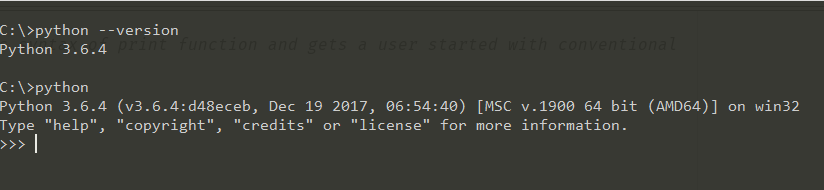 C:\>python --version
of print function and gets a user started with conventional
Python 3.6.4
C:\>python
Python 3.6.4 (v3.6.4:d48eceb, Dec 19 2017, 06:54:40) [MSC v.1900 64 bit (AMD64)] on win32
Type "help", "copyright", "credits" or "license" for more information.
>>>